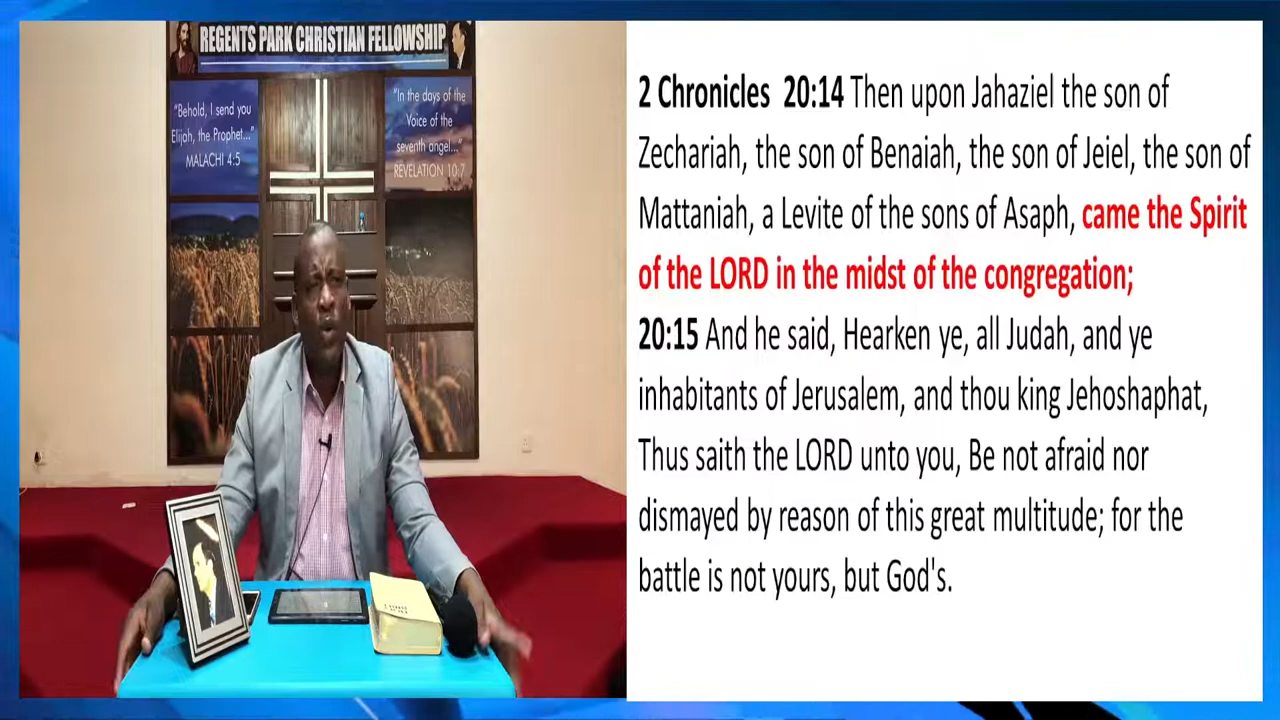 REGENTS PARK CHRISTIAN FELLOWSHIP
"Behold, I send you
Elijah, the Prophet..."
MALACHI 4:5
"In the days of the
Voice of the
seventh angel..."
REVELATION 10:7
2 Chronicles 20:14 Then upon Jahaziel the son of
Zechariah, the son of Benaiah, the son of Jeiel, the son of
Mattaniah, a Levite of the sons of Asaph, came the Spirit
of the LORD in the midst of the congregation;
20:15 And he said, Hearken ye, all Judah, and ye
inhabitants of Jerusalem, and thou king Jehoshaphat,
Thus saith the LORD unto you, Be not afraid nor
dismayed by reason of this great multitude; for the
battle is not yours, but God's.